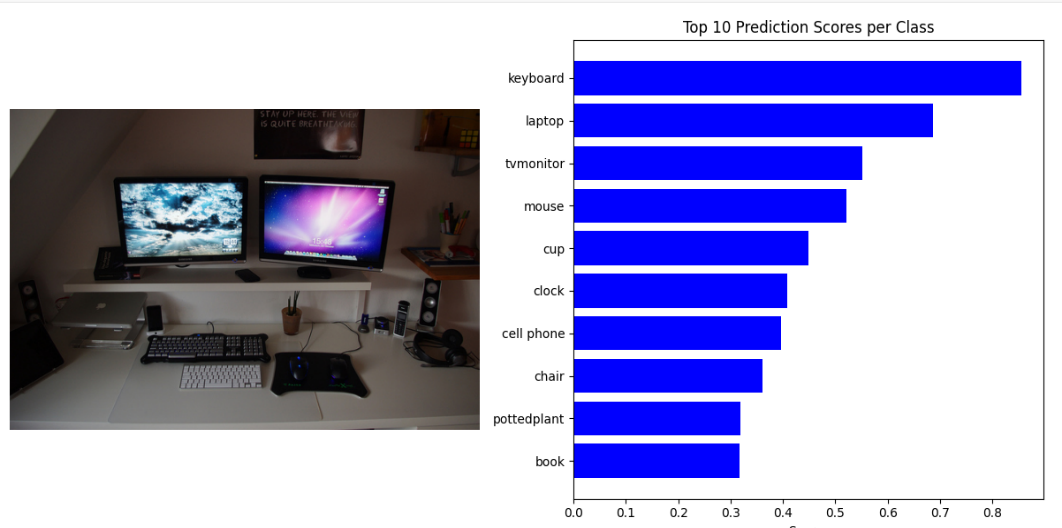 Top 10 Prediction Scores per Class
STAY UP HERE. THE VIEW
IS QUITE BREATHTAKING.
keyboard
laptop
tvmonitor
mouse
cup
clock
cell phone
chair
pottedplant
book
0.0 0.1 0.2 0.3 0.4 0.5 0.6 0.7 0.8